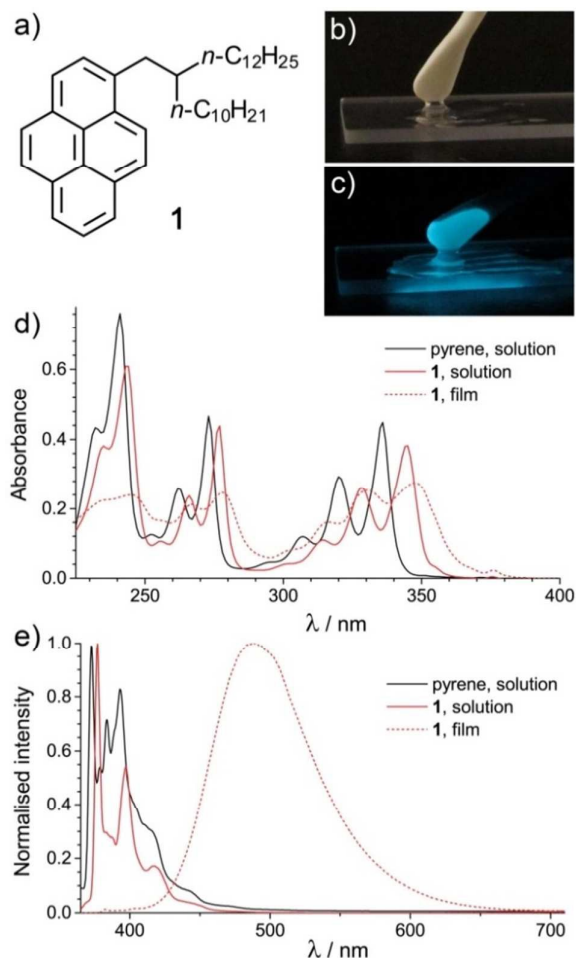 a)
n-C12H25
n-C10H21
1
b)
c)
d)
pyrene, solution
1, solution
1, film
Absorbance
0.6
0.4
0.2
0.0
250
300
350
400
λ / nm
e)
pyrene, solution
1, solution
1, film
Normalised intensity
1.0
0.8
0.6
0.4
0.2
0.0
400
500
600
700
λ / nm